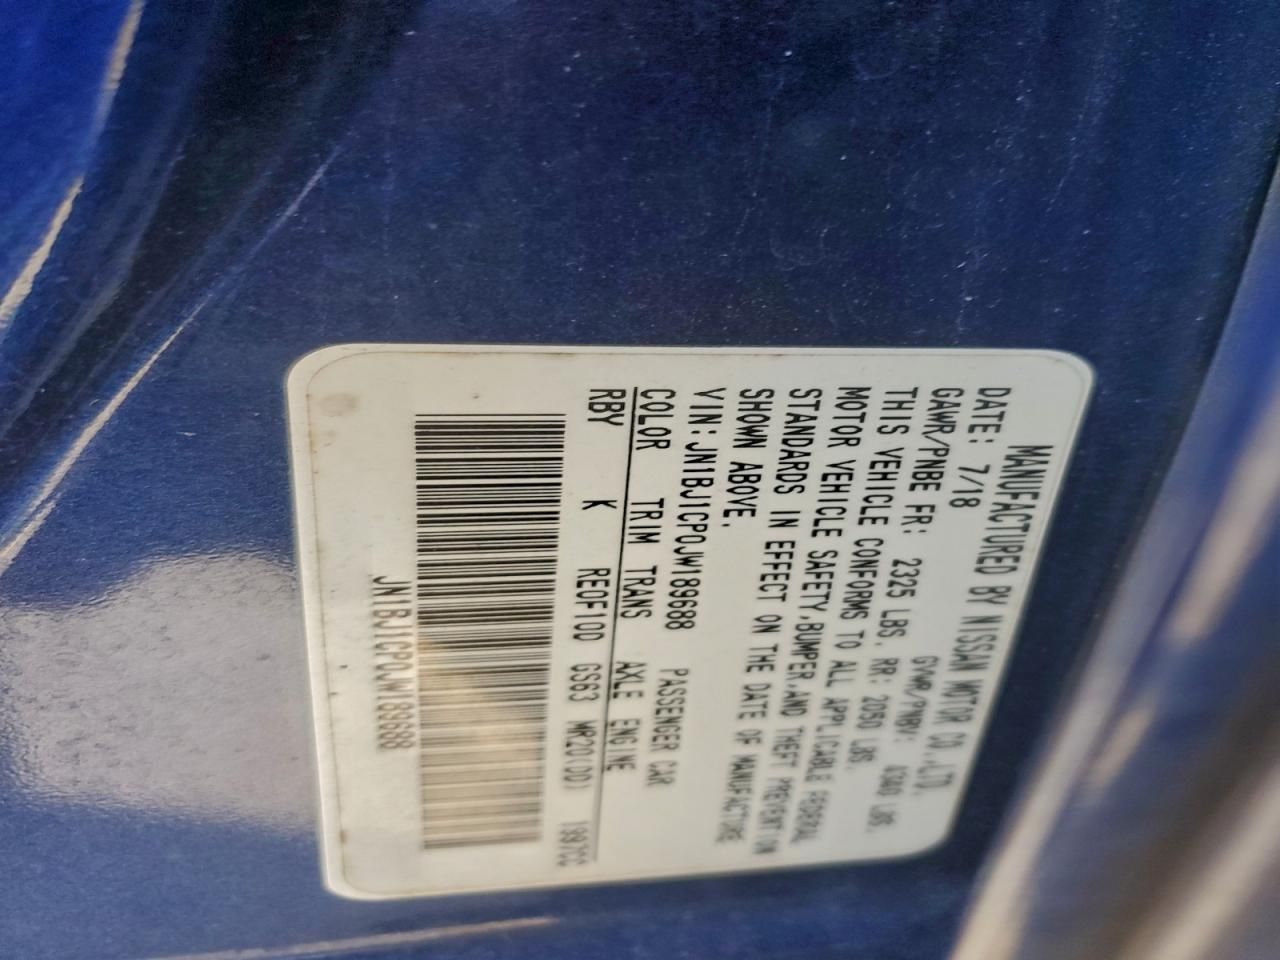 MANUFACTURED BY NISSAN MOTOR CO.,LTD.
DATE: 7/18 GVWR/PNBV: 4340 LBS.
GAWR/PNBE FR: 2325 LBS. RR: 2050 LBS.
THIS VEHICLE CONFORMS TO ALL APPLICABLE FEDERAL
MOTOR VEHICLE SAFETY,BUMPER,AND THEFT PREVENTION
STANDARDS IN EFFECT ON THE DATE OF MANUFACTURE
SHOWN ABOVE.
VIN:JN1BJ1CP0JW189688 PASSENGER CAR
COLOR TRIM TRANS AXLE ENGINE
RBY K RE0F10D GS63 MR20(DD) 1997CC
JN1BJ1CP0JW189688